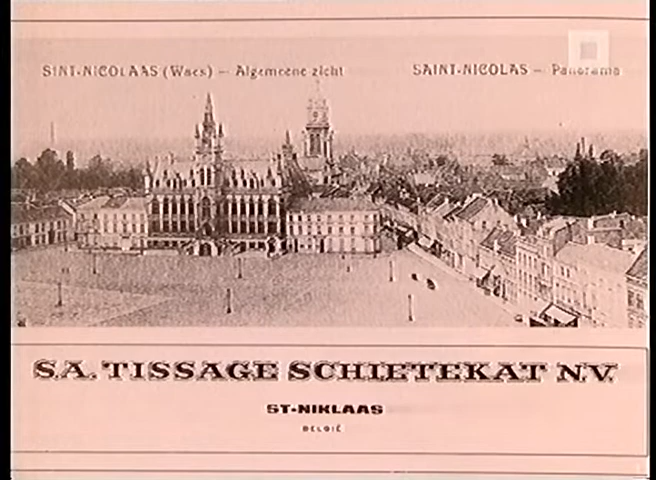 SINT-NICOLAAS (Waes) – Algemeene zicht SAINT-NICOLAS – Panorama
S.A. TISSAGE SCHIETEKAT N.V.
ST-NIKLAAS
BELGIË